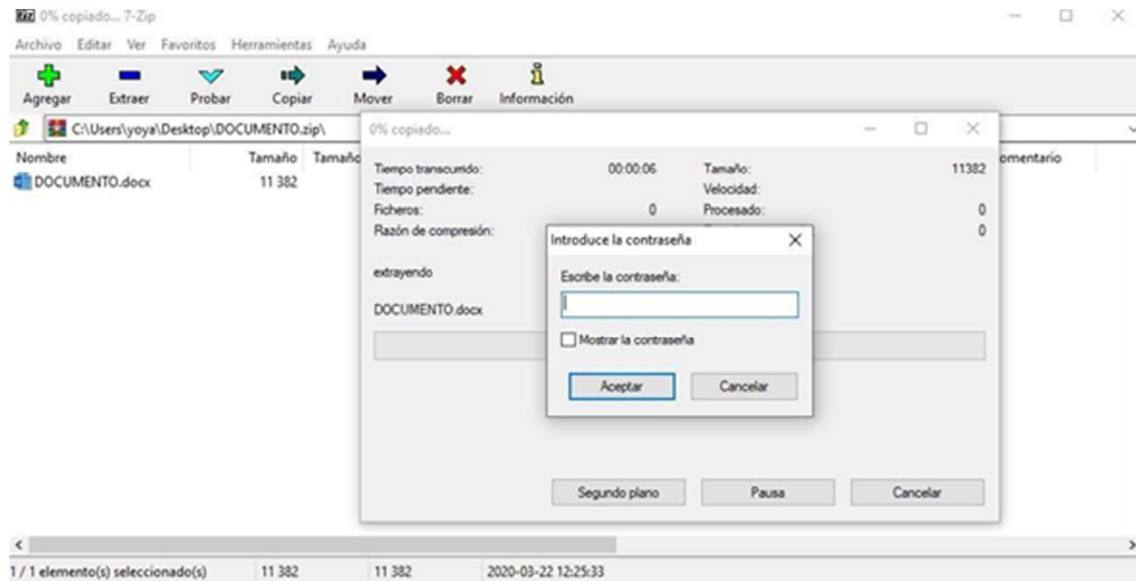 0% copiado... 7-Zip
Archivo Editar Ver Favoritos Herramientas Ayuda
Agregar Extraer Probar Copiar Mover Borrar Información
C:\Users\yoya\Desktop\DOCUMENTO.zip\
Nombre Tamaño
DOCUMENTO.docx 11 382
0% copiado...
Tiempo transcurrido: 00:00:06 Tamaño: 11382
Tiempo pendiente: Velocidad:
Ficheros: 0 Procesado: 0
Razón de compresión: 0
extrayendo
DOCUMENTO.docx
Introduce la contraseña
Escribe la contraseña:
Mostrar la contraseña
Aceptar Cancelar
Segundo plano Pausa Cancelar
1 / 1 elemento(s) seleccionado(s) 11 382 11 382 2020-03-22 12:25:33